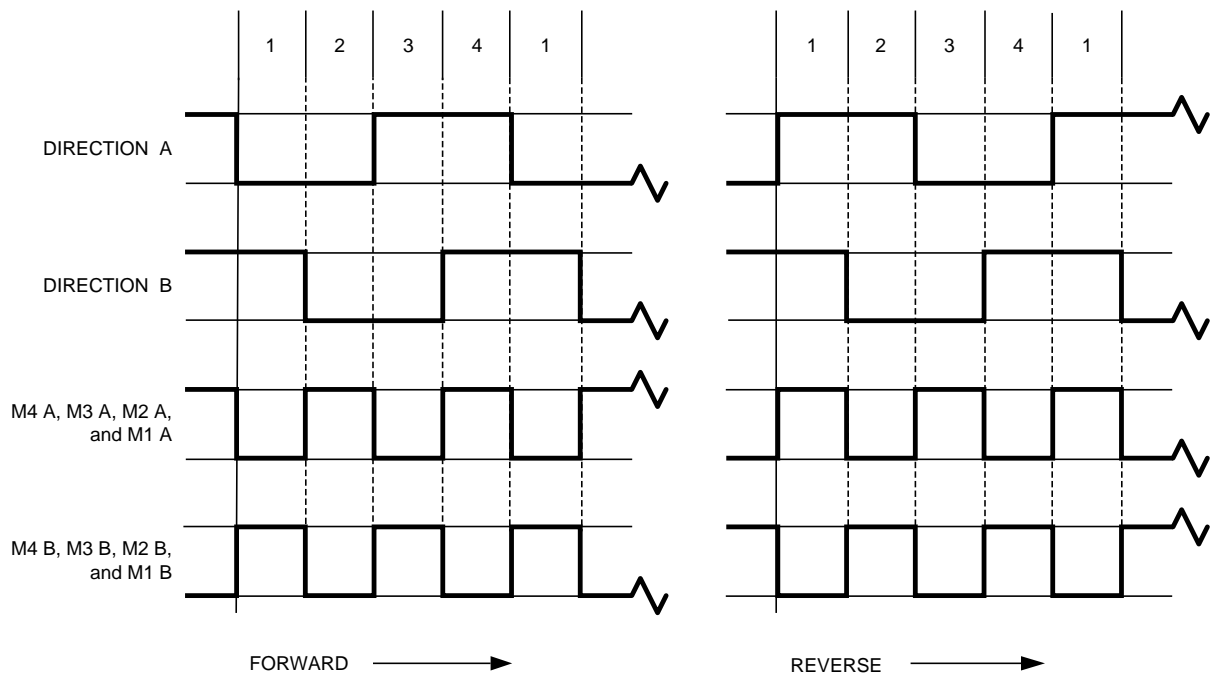 1 2 3 4 1
1 2 3 4 1
DIRECTION A
DIRECTION B
M4 A, M3 A, M2 A,
and M1 A
M4 B, M3 B, M2 B,
and M1 B
FORWARD
REVERSE